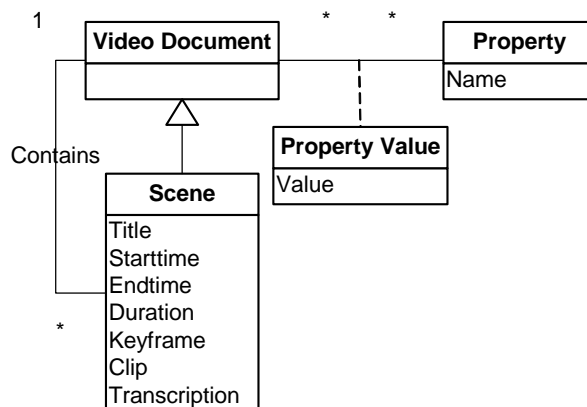 1
Video Document
*
*
Property
Name
Contains
Property Value
Value
Scene
Title
Starttime
Endtime
Duration
Keyframe
Clip
Transcription
*